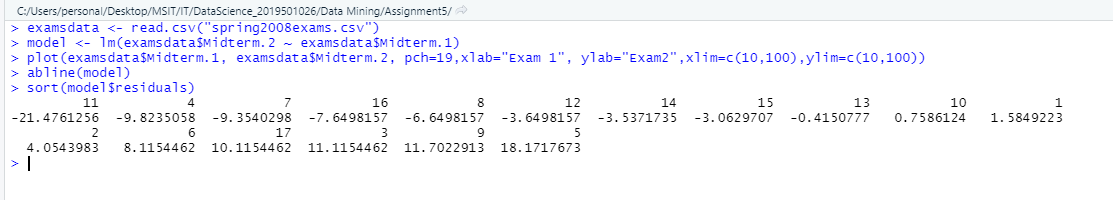 C:/Users/personal/Desktop/MSIT/IT/DataScience_2019501026/Data Mining/Assignment5/
> examsdata <- read.csv("spring2008exams.csv")
> model <- lm(examsdata$Midterm.2 ~ examsdata$Midterm.1)
> plot(examsdata$Midterm.1, examsdata$Midterm.2, pch=19,xlab="Exam 1", ylab="Exam2",xlim=c(10,100),ylim=c(10,100))
> abline(model)
> sort(model$residuals)
11 4 7 16 8 12 14 15 13 10 1
-21.4761256 -9.8235058 -9.3540298 -7.6498157 -6.6498157 -3.6498157 -3.5371735 -3.0629707 -0.4150777 0.7586124 1.5849223
2 6 17 3 9 5
4.0543983 8.1154462 10.1154462 11.1154462 11.7022913 18.1717673
>